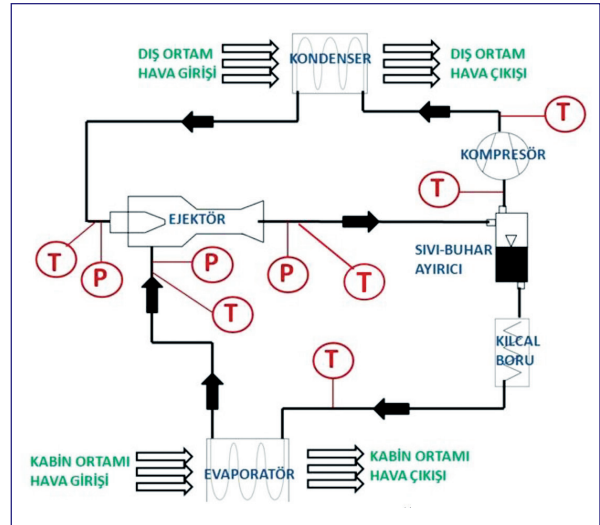 DIŞ ORTAM
HAVA GİRİŞİ
KONDENSER
DIŞ ORTAM
HAVA ÇIKIŞI
T
KOMPRESÖR
T
EJEKTÖR
T
P
P
T
P
T
SIVI-BUHAR
AYIRICI
KILCAL
BORU
T
KABİN ORTAMI
HAVA GİRİŞİ
EVAPORATÖR
KABİN ORTAMI
HAVA ÇIKIŞI